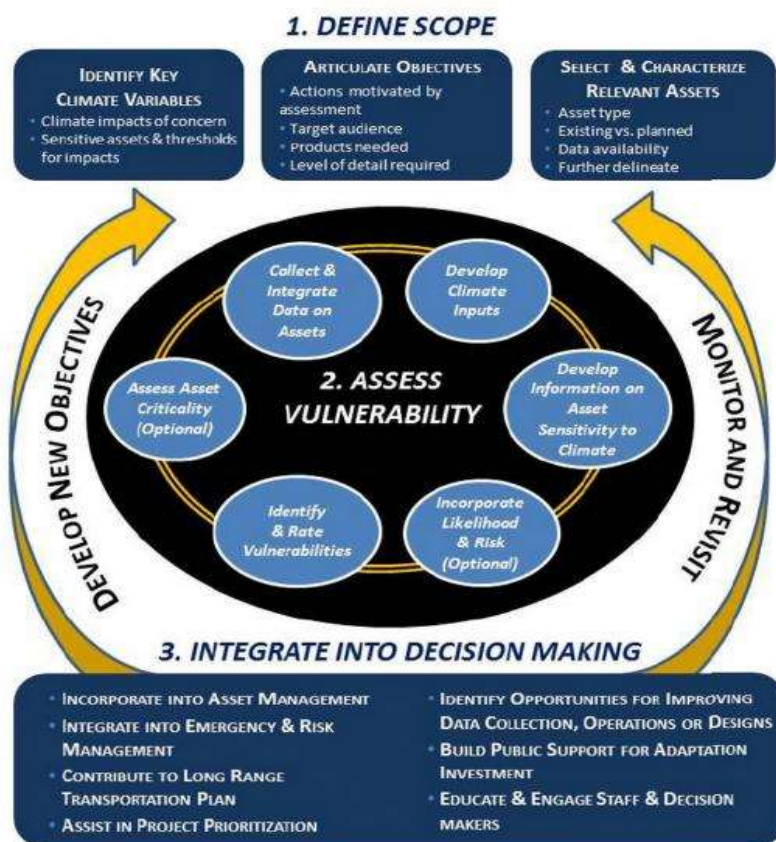 1. DEFINE SCOPE
IDENTIFY KEY
CLIMATE VARIABLES
• Climate impacts of concern
• Sensitive assets & thresholds
for impacts
ARTICULATE OBJECTIVES
• Actions motivated by
assessment
• Target audience
• Products needed
• Level of detail required
SELECT & CHARACTERIZE
RELEVANT ASSETS
• Asset type
• Existing vs. planned
• Data availability
• Further delineate
DEVELOP NEW OBJECTIVES
Collect &
Integrate
Data on
Assets
Develop
Climate
Inputs
Assess Asset
Criticality
(Optional)
2. ASSESS
VULNERABILITY
Develop
Information on
Asset
Sensitivity to
Climate
Identify
& Rate
Vulnerabilities
Incorporate
Likelihood
& Risk
(Optional)
MONITOR AND REVISIT
3. INTEGRATE INTO DECISION MAKING
• INCORPORATE INTO ASSET MANAGEMENT
• INTEGRATE INTO EMERGENCY & RISK
MANAGEMENT
• CONTRIBUTE TO LONG RANGE
TRANSPORTATION PLAN
• ASSIST IN PROJECT PRIORITIZATION
• IDENTIFY OPPORTUNITIES FOR IMPROVING
DATA COLLECTION, OPERATIONS OR DESIGNS
• BUILD PUBLIC SUPPORT FOR ADAPTATION
INVESTMENT
• EDUCATE & ENGAGE STAFF & DECISION
MAKERS